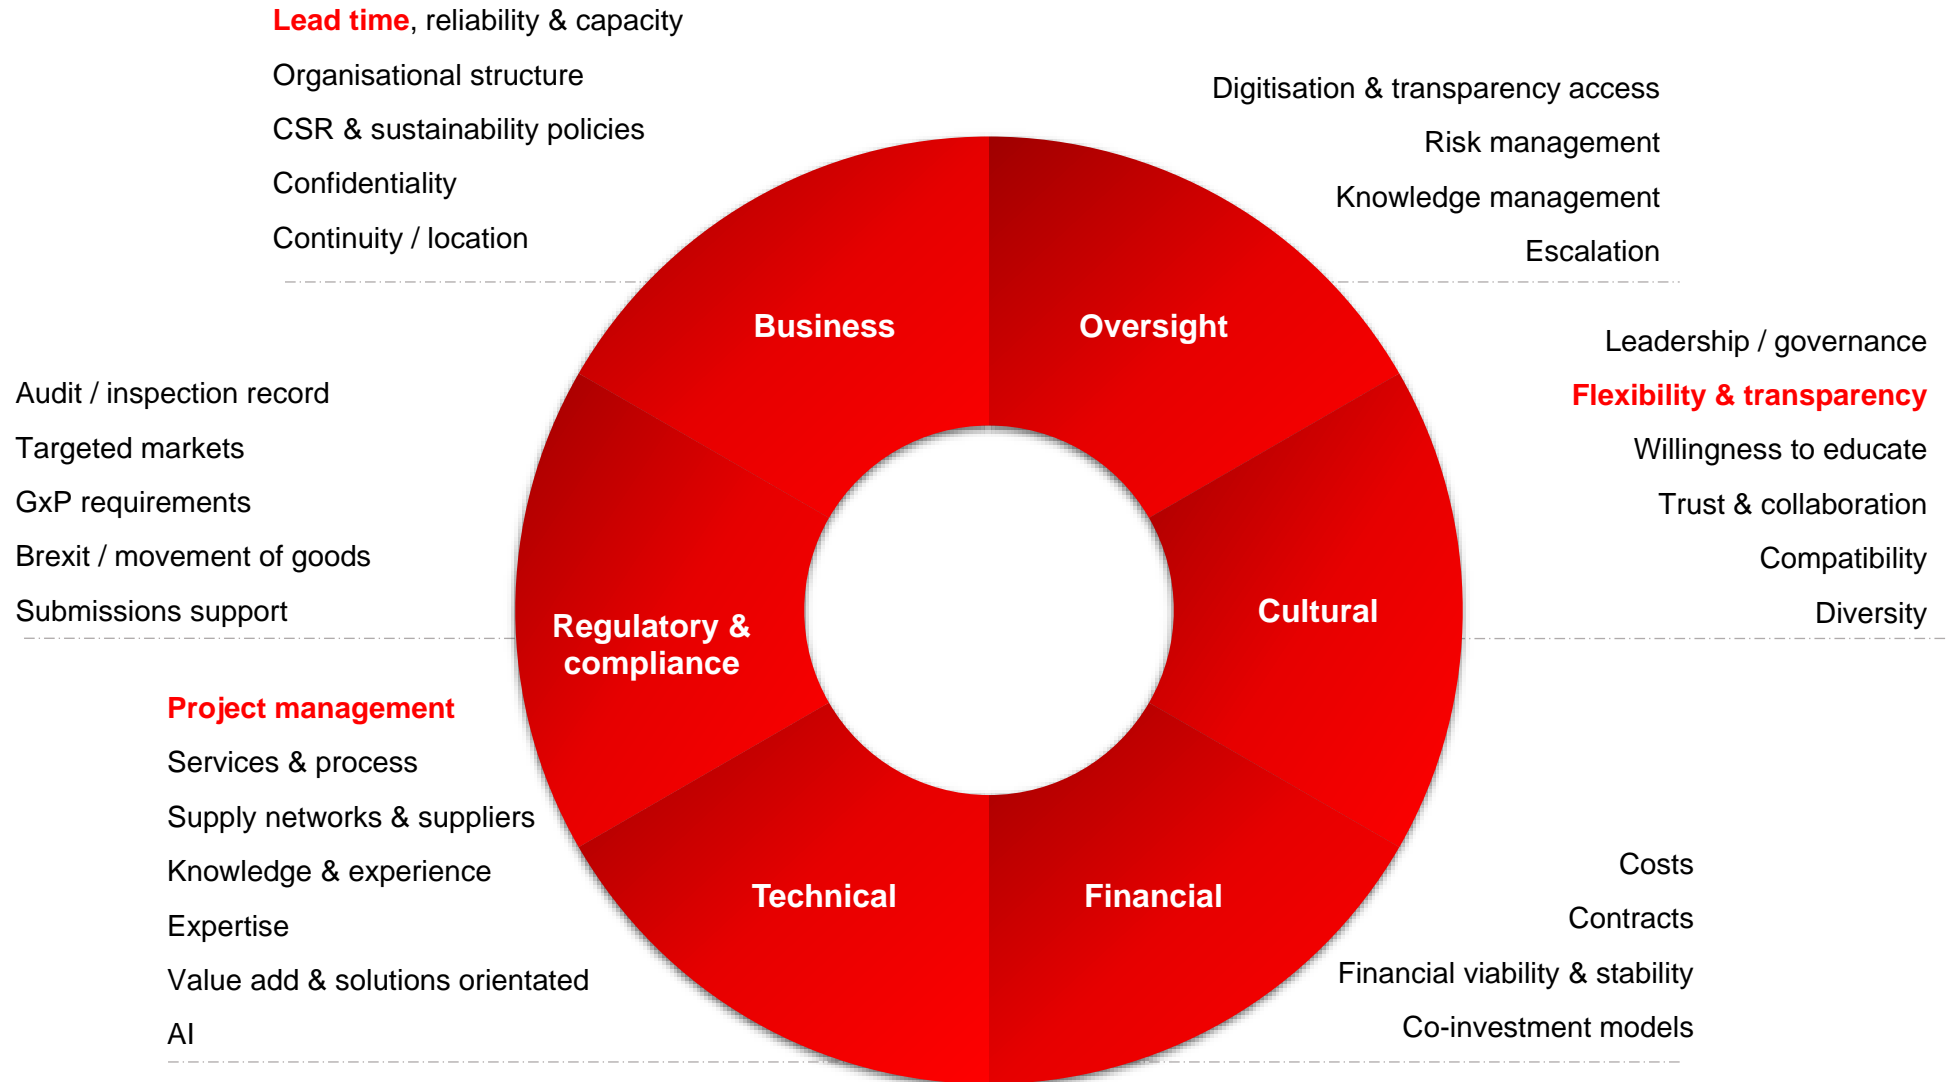 Lead time, reliability & capacity
Organisational structure
CSR & sustainability policies
Confidentiality
Continuity / location
Digitisation & transparency access
Risk management
Knowledge management
Escalation
Business
Oversight
Audit / inspection record
Targeted markets
GxP requirements
Brexit / movement of goods
Submissions support
Regulatory &
compliance
Leadership / governance
Flexibility & transparency
Willingness to educate
Trust & collaboration
Compatibility
Diversity
Cultural
Project management
Services & process
Supply networks & suppliers
Knowledge & experience
Expertise
Value add & solutions orientated
AI
Technical
Financial
Costs
Contracts
Financial viability & stability
Co-investment models